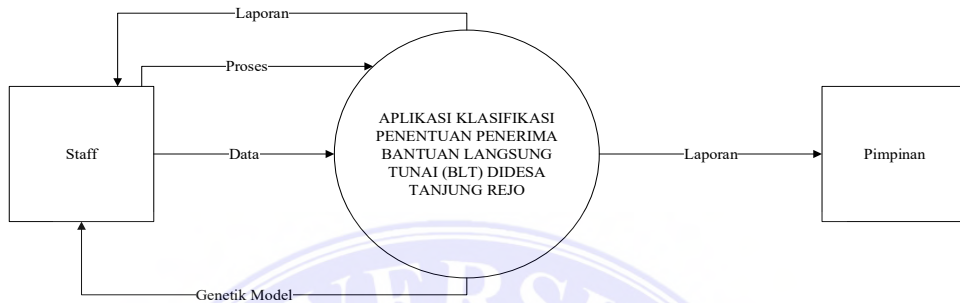 Laporan
Proses
Staff
Data
APLIKASI KLASIFIKASI
PENENTUAN PENERIMA
BANTUAN LANGSUNG
TUNAI (BLT) DIDESA
TANJUNG REJO
Laporan
Pimpinan
Genetik Model